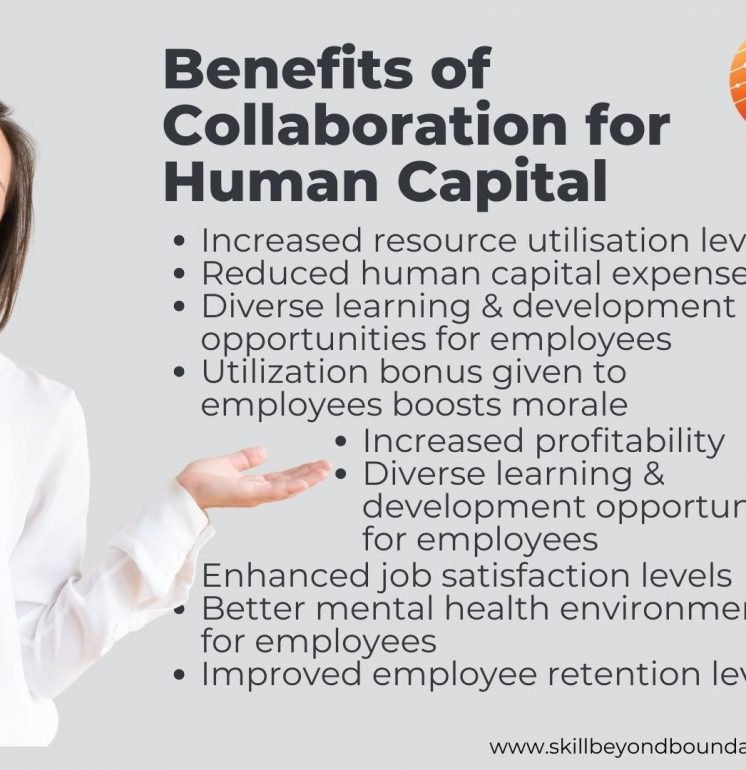 Benefits of
Collaboration for
Human Capital
• Increased resource utilisation lev
• Reduced human capital expense
• Diverse learning & development
opportunities for employees
• Utilization bonus given to
employees boosts morale
• Increased profitability
• Diverse learning &
development opportun
for employees
Enhanced job satisfaction levels
• Better mental health environme
for employees
• Improved employee retention lev
www.skillbeyondbounda